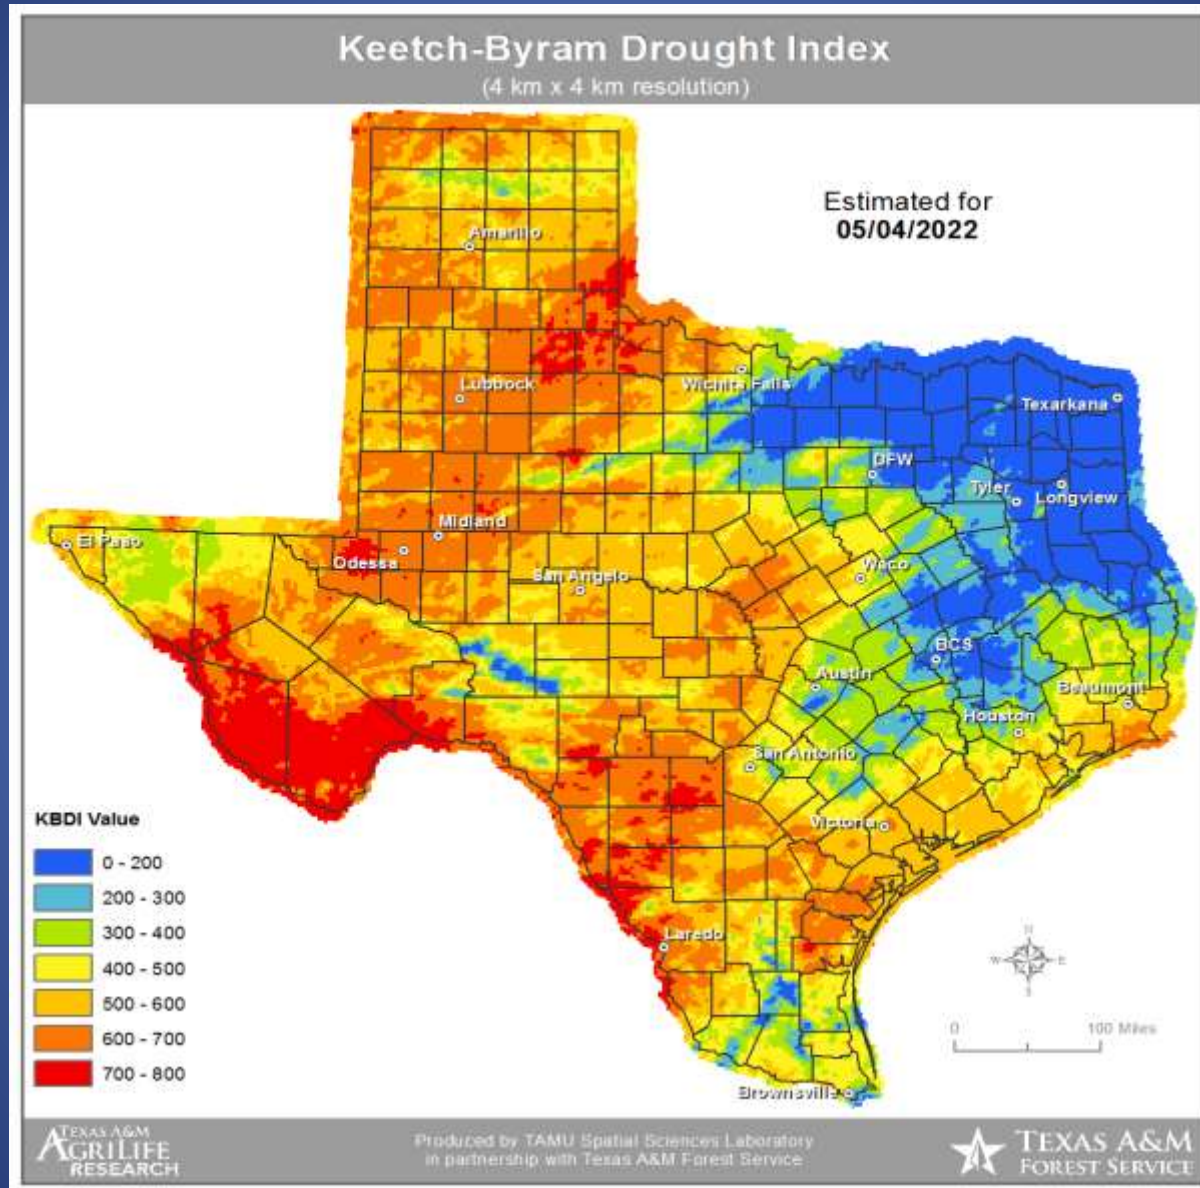 Keetch-Byram Drought Index
(4 km x 4 km resolution)
Estimated for
05/04/2022
Amarillo
Lubbock
Wichita Falls
Texarkana
DFW
Tyler
Longview
Midland
El Paso
Odessa
San Angelo
Waco
BCS
Austin
Beaumont
Houston
San Antonio
Victoria
Laredo
Brownsville
KBDI Value
0 - 200
200 - 300
300 - 400
400 - 500
500 - 600
600 - 700
700 - 800
N
W E
S
0 100 Miles
TEXAS A&M
AGRILIFE
RESEARCH
Produced by TAMU Spatial Sciences Laboratory
in partnership with Texas A&M Forest Service
TEXAS A&M
FOREST SERVICE